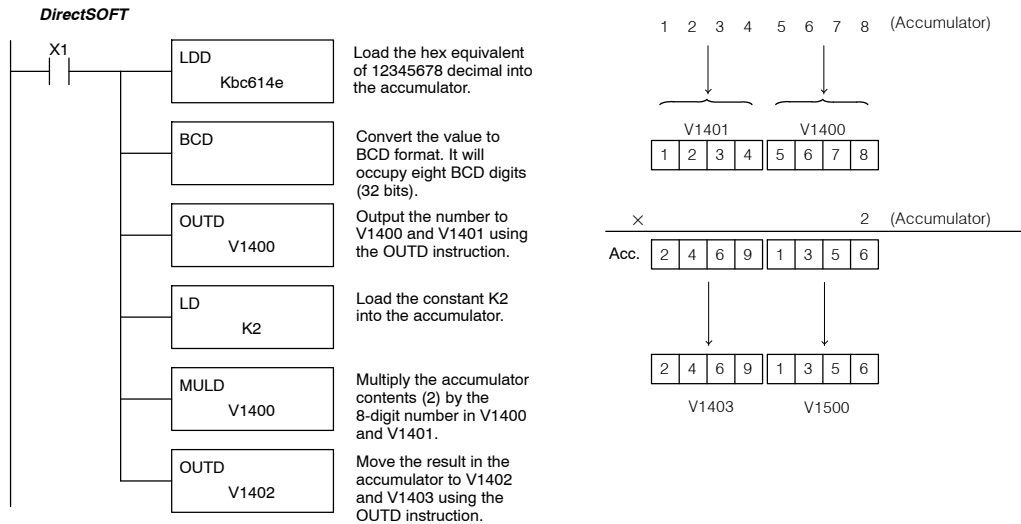 DirectSOFT
X1
LDD
Kbc614e
Load the hex equivalent
of 12345678 decimal into
the accumulator.
BCD
Convert the value to
BCD format. It will
occupy eight BCD digits
(32 bits).
OUTD
V1400
Output the number to
V1400 and V1401 using
the OUTD instruction.
LD
K2
Load the constant K2
into the accumulator.
MULD
V1400
Multiply the accumulator
contents (2) by the
8-digit number in V1400
and V1401.
OUTD
V1402
Move the result in the
accumulator to V1402
and V1403 using the
OUTD instruction.
1 2 3 4 5 6 7 8 (Accumulator)
V1401 V1400
1 2 3 4 5 6 7 8
× 2 (Accumulator)
Acc. 2 4 6 9 1 3 5 6
2 4 6 9 1 3 5 6
V1403 V1500